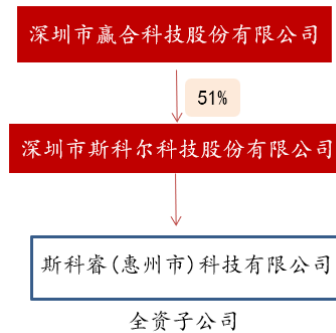 深圳市赢合科技股份有限公司
51%
深圳市斯科尔科技股份有限公司
斯科睿(惠州市)科技有限公司
全资子公司